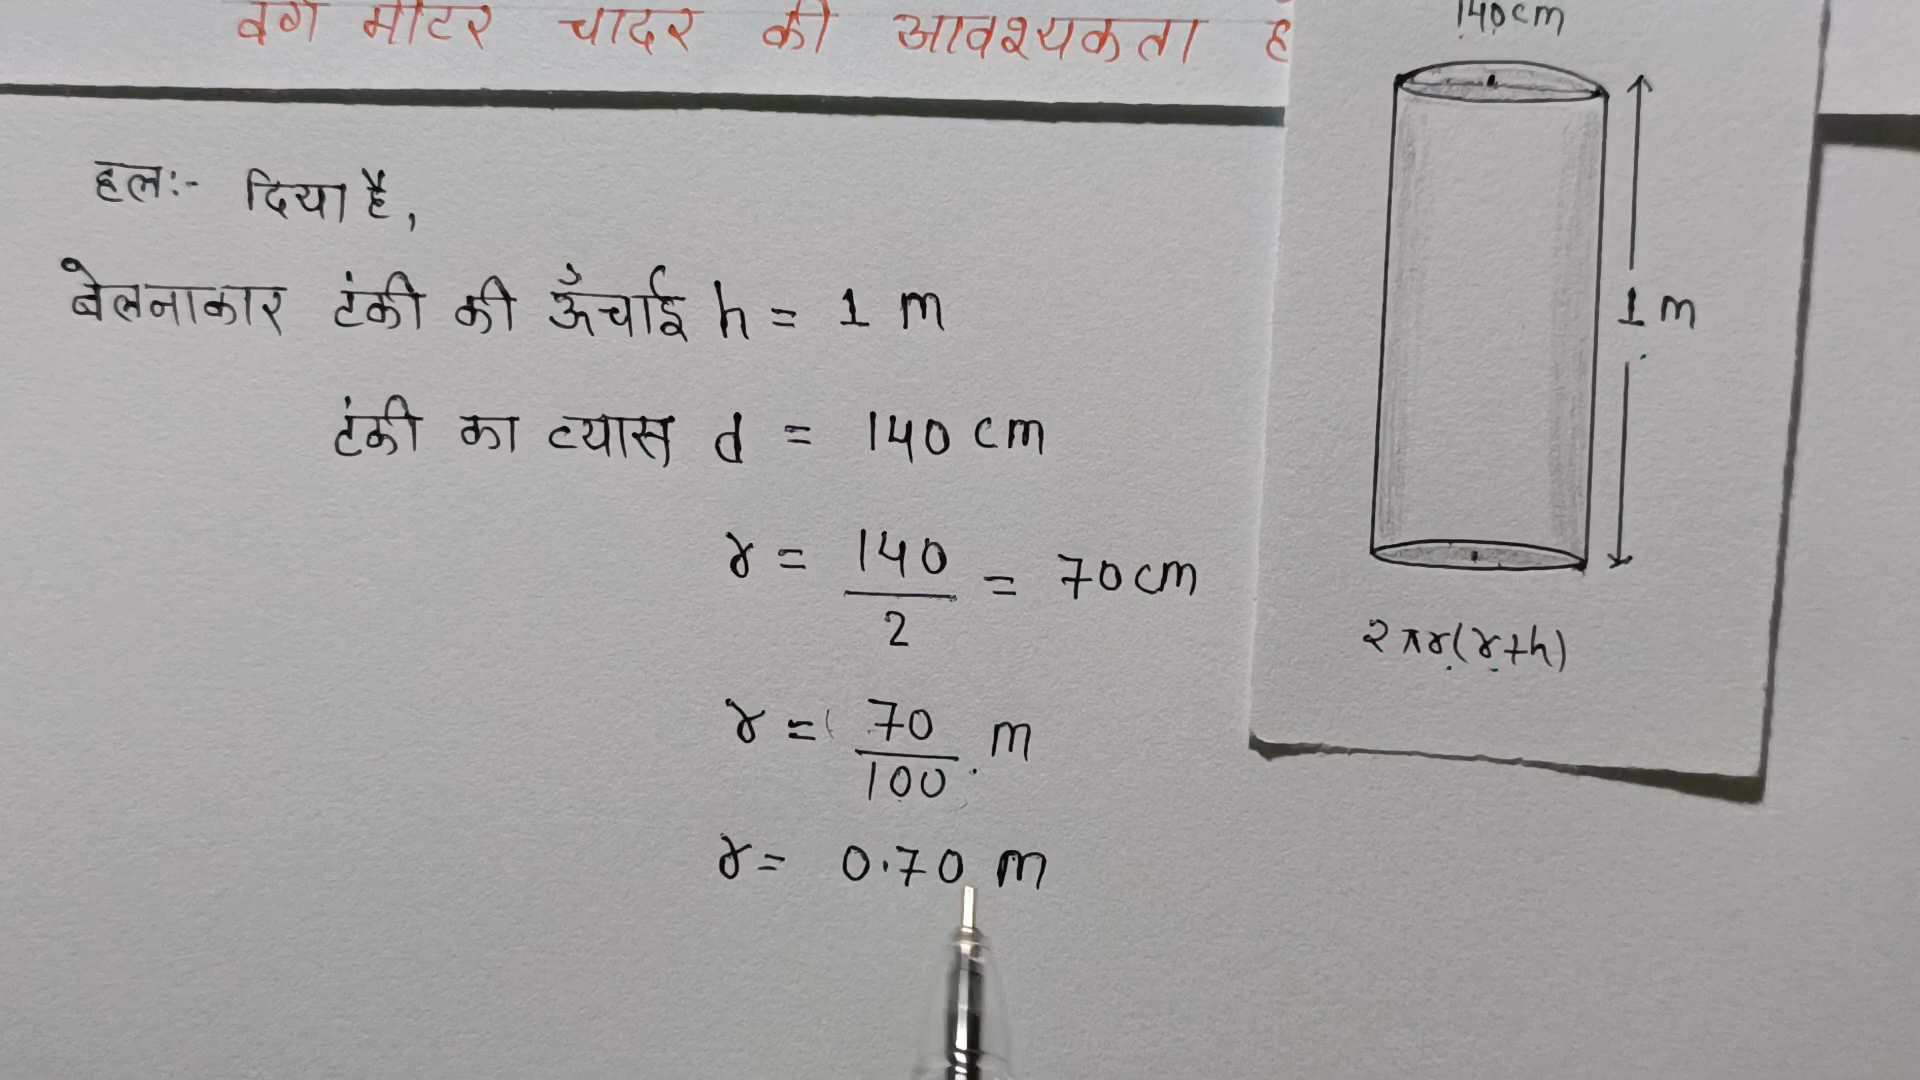 वर्ग मीटर चादर की आवश्यकता है
140cm
हल:- दिया है,
बेलनाकार टंकी की ऊँचाई h = 1 m
टंकी का व्यास d = 140 cm
r = 140/2 = 70cm
r = 70/100 m
r = 0.70 m
1 m
2πr(r+h)